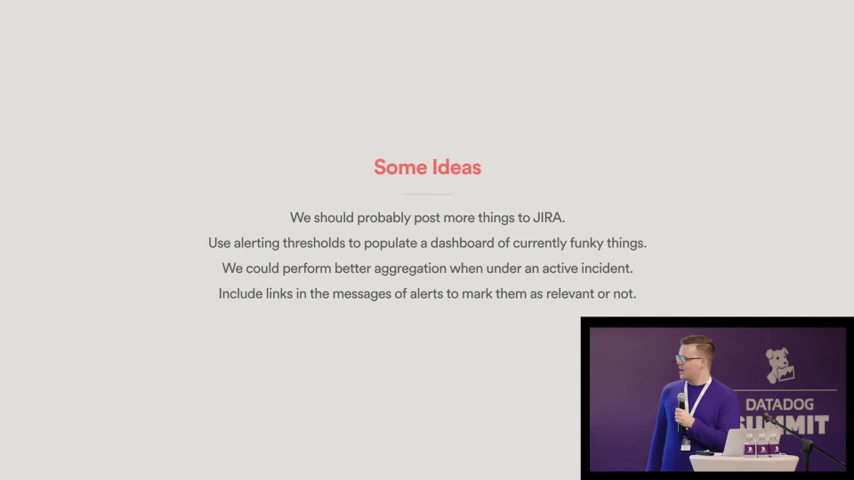 Some Ideas
We should probably post more things to JIRA.
Use alerting thresholds to populate a dashboard of currently funky things.
We could perform better aggregation when under an active incident.
Include links in the messages of alerts to mark them as relevant or not.
DATADOG
SUMMIT